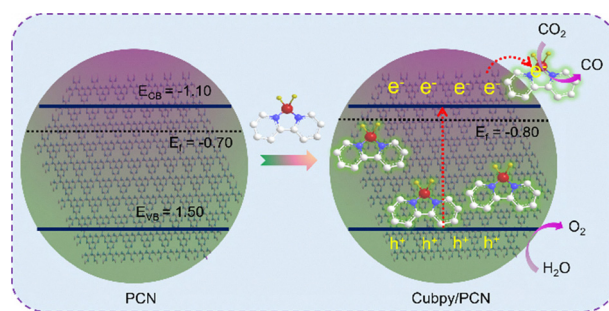 E_CB = -1.10
E_f = -0.70
E_VB = 1.50
PCN
CO₂
CO
e⁻ e⁻ e⁻ e⁻
e⁻
E_f = -0.80
h⁺ h⁺ h⁺ h⁺
O₂
H₂O
Cubpy/PCN